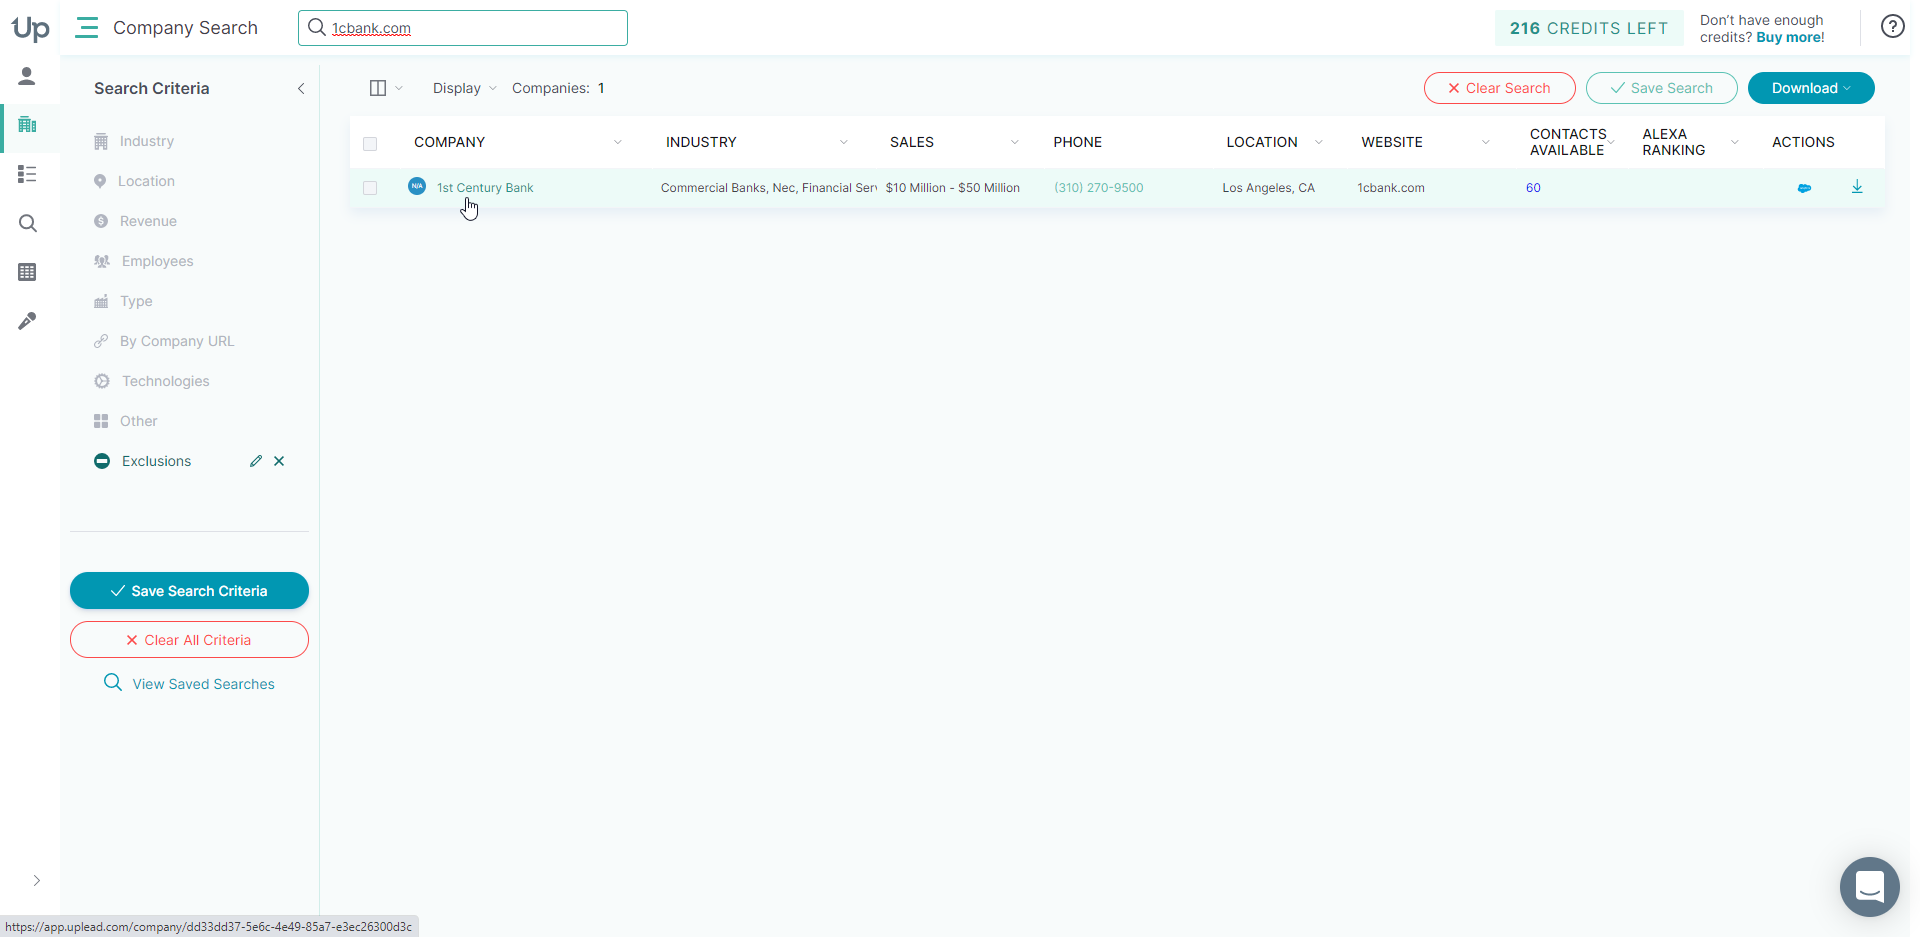 Up
Company Search
1cbank.com
216 CREDITS LEFT
Don't have enough
credits? Buy more!
Search Criteria
Display
Companies: 1
Clear Search
Save Search
Download
Industry
Location
Revenue
Employees
Type
By Company URL
Technologies
Other
Exclusions
COMPANY
INDUSTRY
SALES
PHONE
LOCATION
WEBSITE
CONTACTS
AVAILABLE
ALEXA
RANKING
ACTIONS
N/A
1st Century Bank
Commercial Banks, Nec, Financial Serv
$10 Million - $50 Million
(310) 270-9500
Los Angeles, CA
1cbank.com
60
Save Search Criteria
Clear All Criteria
View Saved Searches
https://app.uplead.com/company/dd33dd37-5e6c-4e49-85a7-e3ec26300d3c